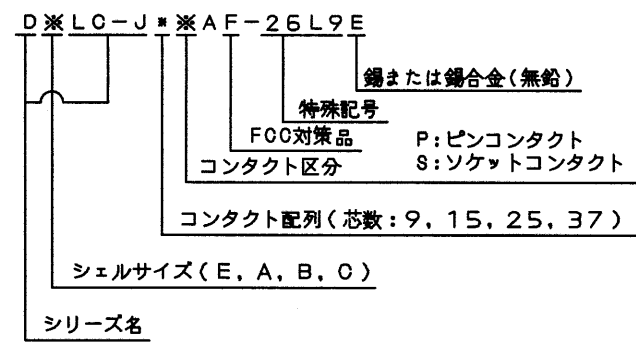 D※LC-J*※AF-26L9E
錫または錫合金(無鉛)
特殊記号
FCC対策品
P:ピンコンタクト
S:ソケットコンタクト
コンタクト区分
コンタクト配列(芯数:9,15,25,37)
シェルサイズ(E,A,B,C)
シリーズ名